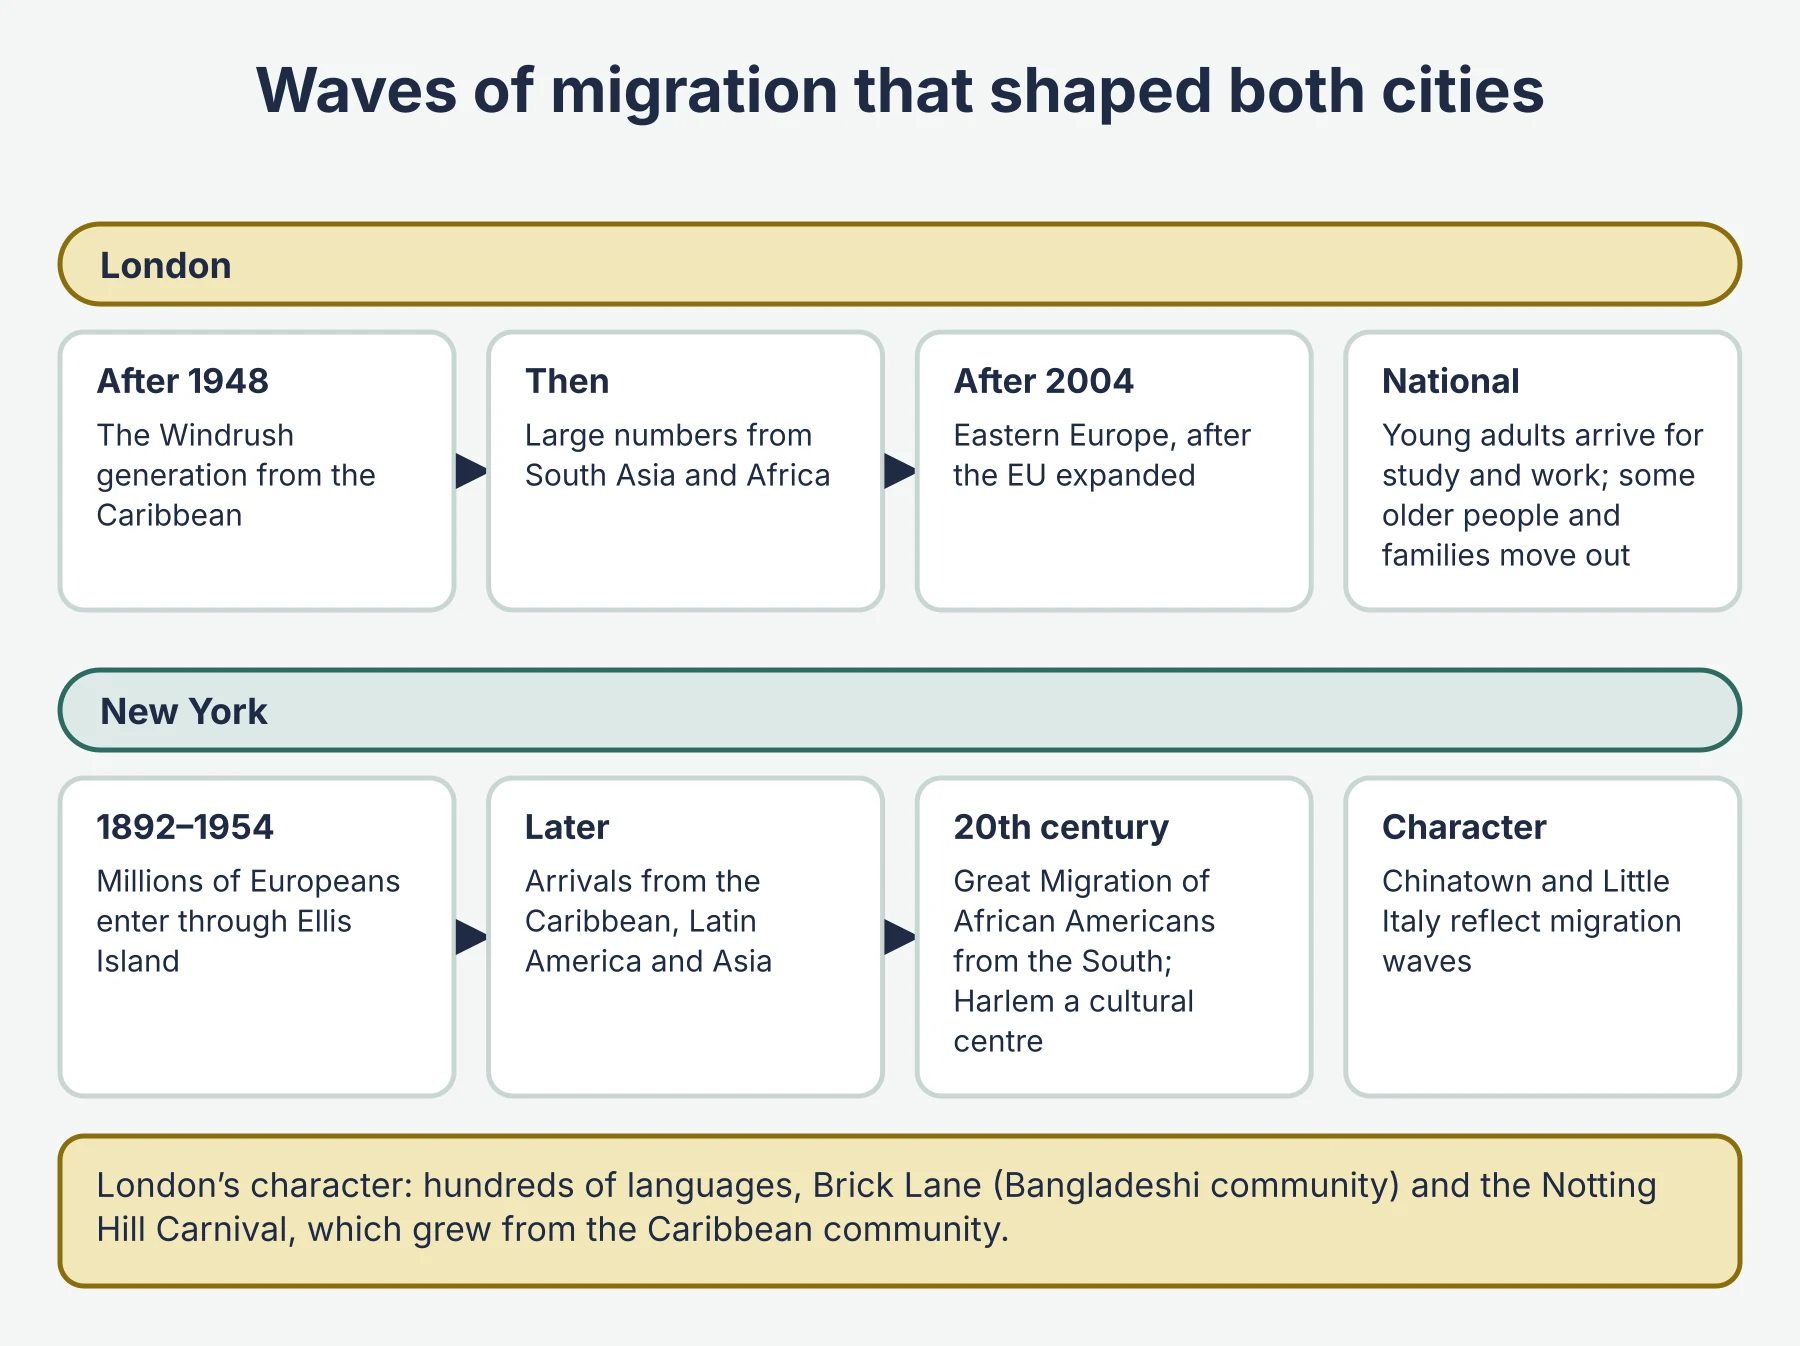 Waves of migration that shaped both cities
London
After 1948
The Windrush
generation from the
Caribbean
Then
Large numbers from
South Asia and Africa
After 2004
Eastern Europe, after
the EU expanded
National
Young adults arrive for
study and work; some
older people and
families move out
New York
1892–1954
Millions of Europeans
enter through Ellis
Island
Later
Arrivals from the
Caribbean, Latin
America and Asia
20th century
Great Migration of
African Americans
from the South;
Harlem a cultural
centre
Character
Chinatown and Little
Italy reflect migration
waves
London’s character: hundreds of languages, Brick Lane (Bangladeshi community) and the Notting
Hill Carnival, which grew from the Caribbean community.